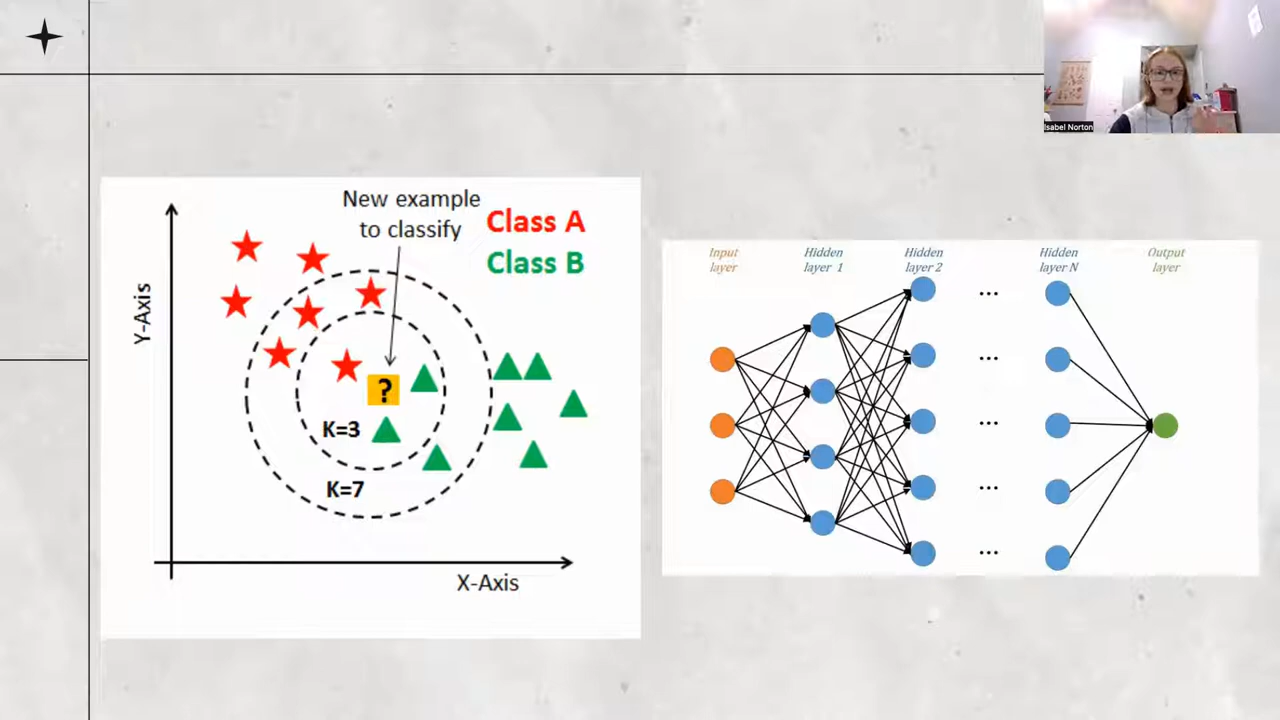 Isabel Norton
New example
to classify
Class A
Class B
Y-Axis
?
K=3
K=7
X-Axis
Input
layer
Hidden
layer 1
Hidden
layer 2
Hidden
layer N
Output
layer
...
...
...
...
...